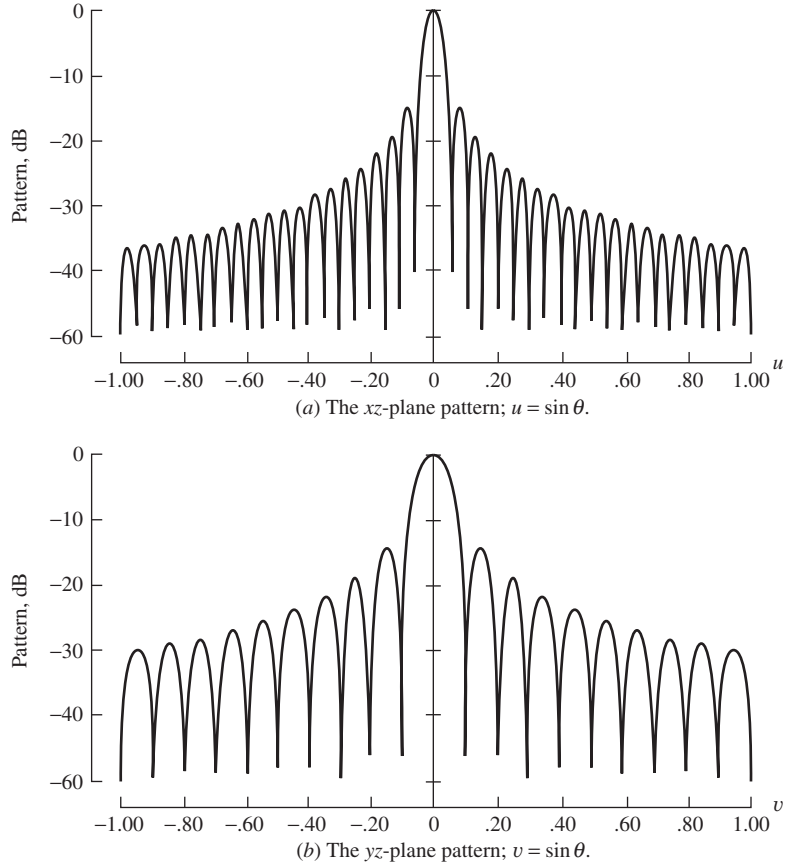 0
−10
−20
−30
−40
−60
Pattern, dB
−1.00 −.80 −.60 −.40 −.20 0 .20 .40 .60 .80 1.00 u
(a) The xz-plane pattern; u = sin θ.
0
−10
−20
−30
−40
−60
Pattern, dB
−1.00 −.80 −.60 −.40 −.20 0 .20 .40 .60 .80 1.00 v
(b) The yz-plane pattern; v = sin θ.